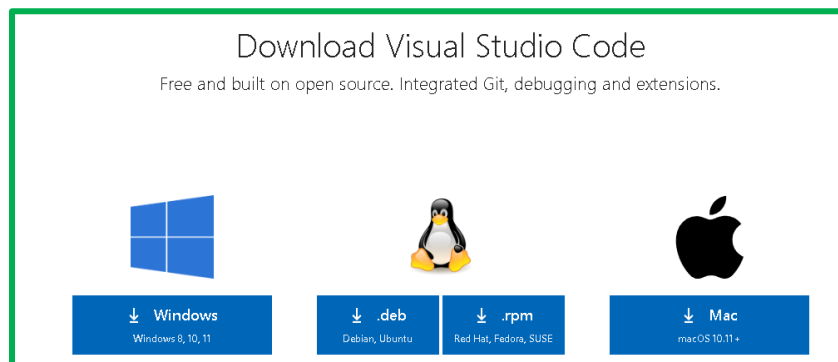 Download Visual Studio Code
Free and built on open source. Integrated Git, debugging and extensions.
Windows
Windows 8, 10, 11
.deb
Debian, Ubuntu
.rpm
Red Hat, Fedora, SUSE
Mac
macOS 10.11+